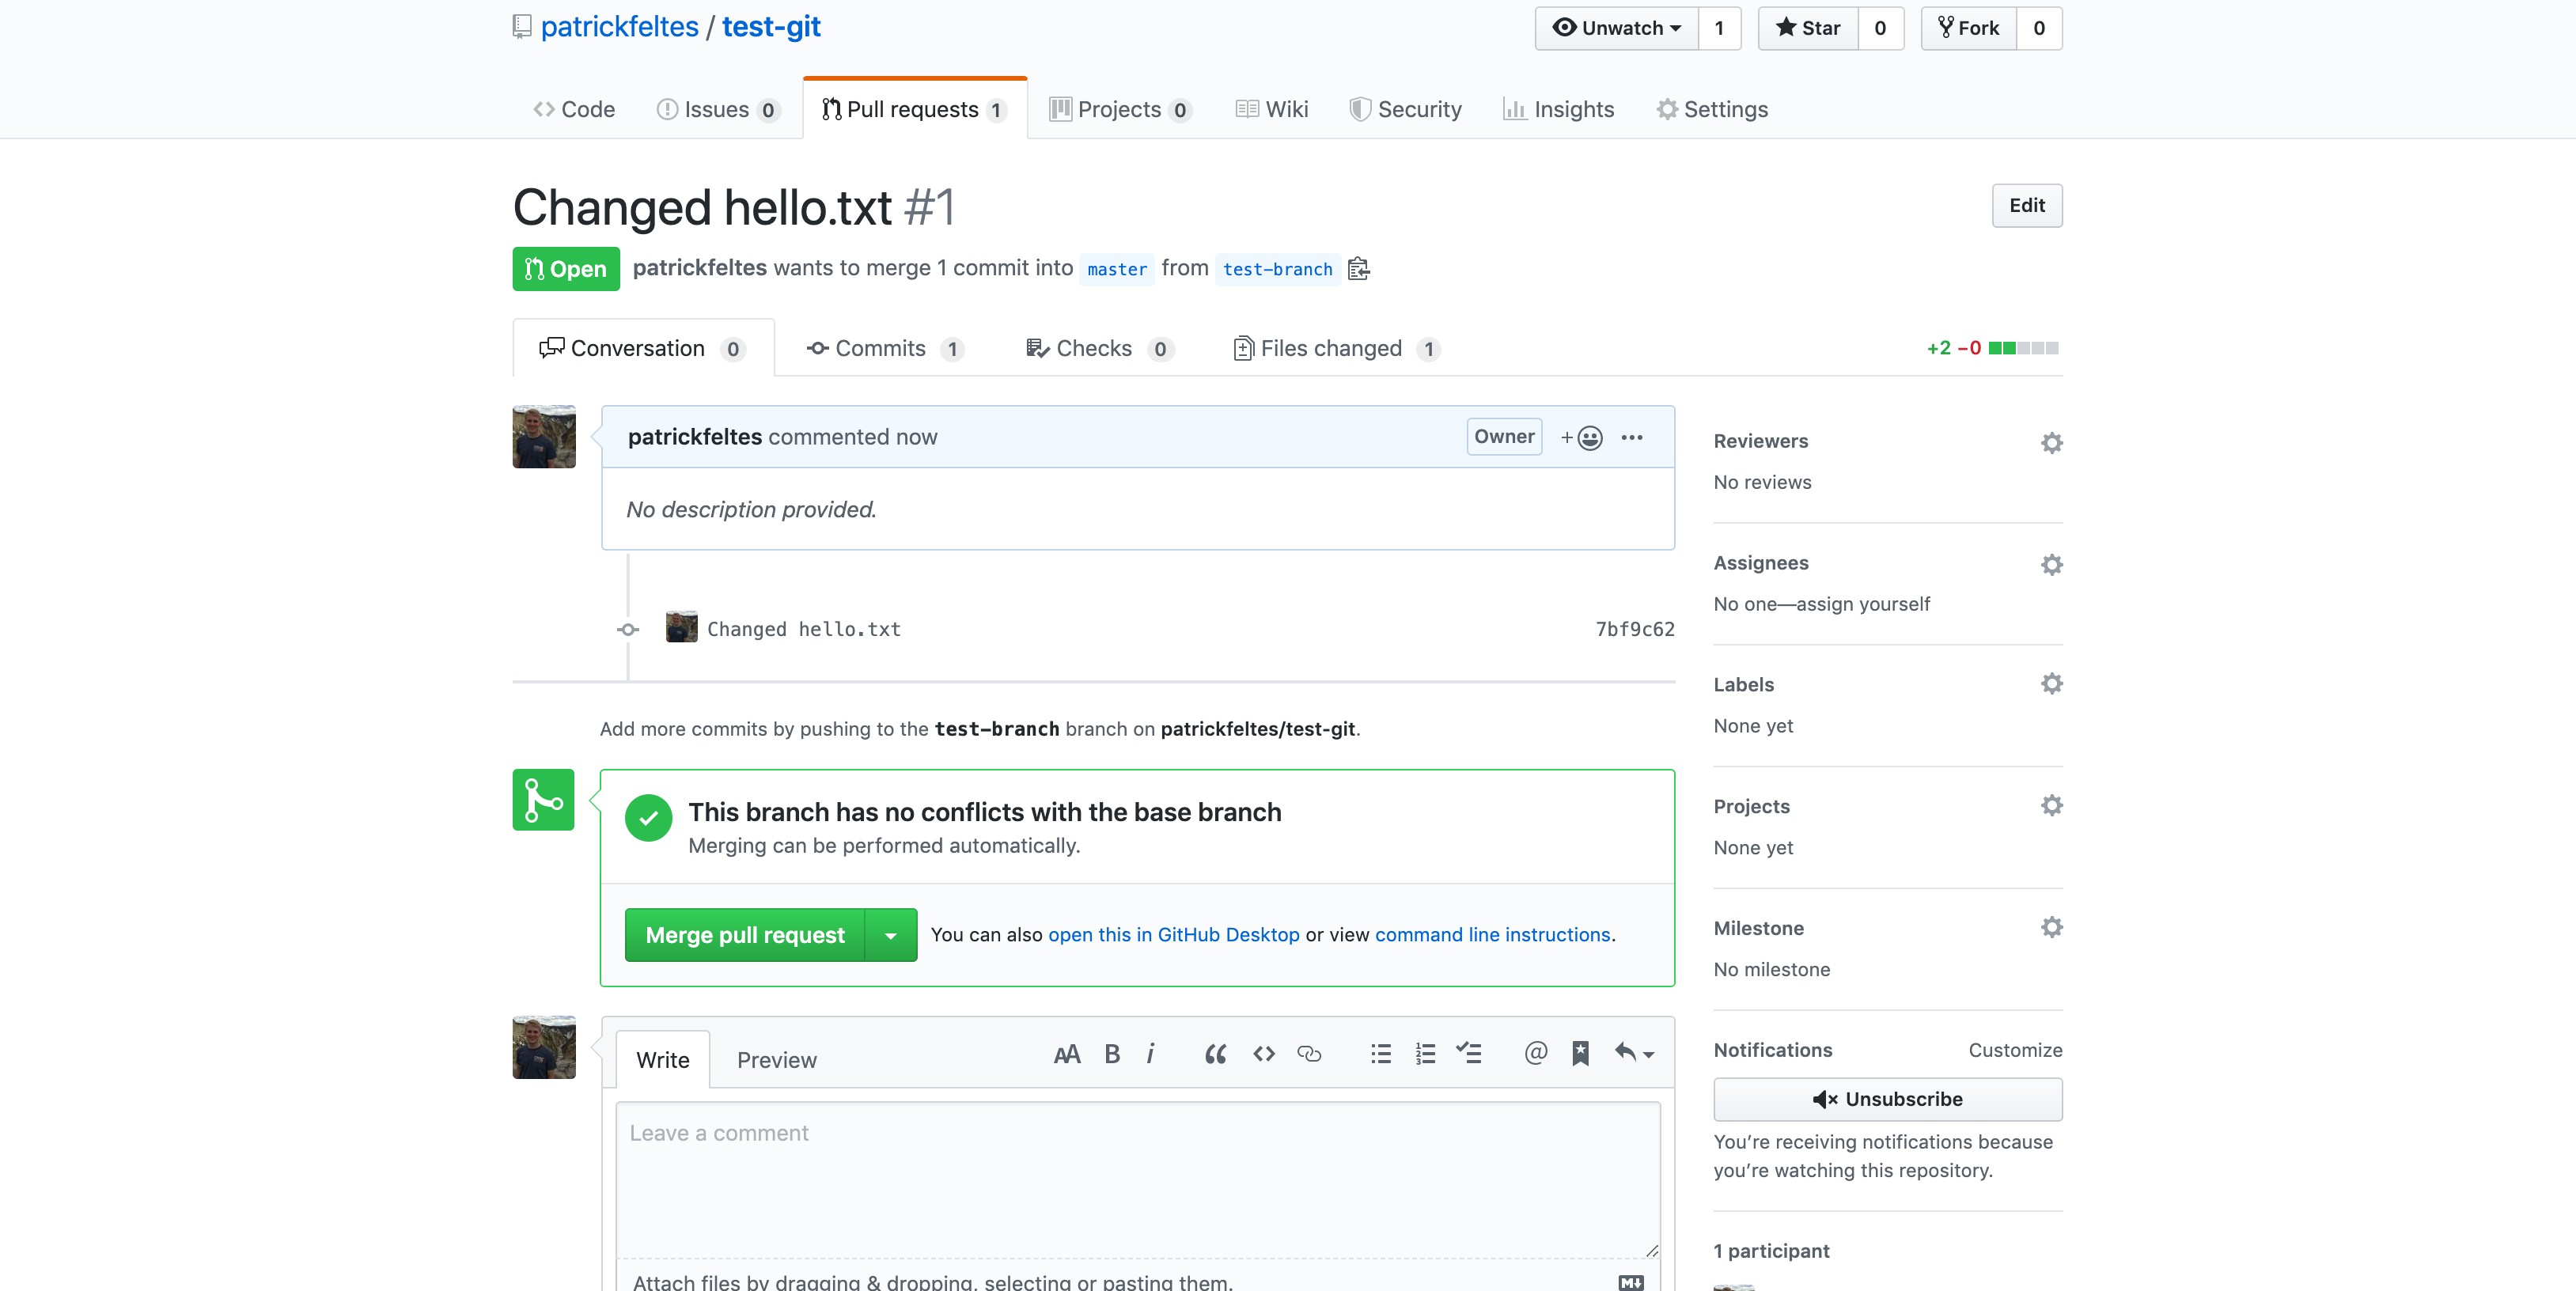 patrickfeltes / test-git
Unwatch 1
Star 0
Fork 0
Code
Issues 0
Pull requests 1
Projects 0
Wiki
Security
Insights
Settings
Changed hello.txt #1
Edit
Open
patrickfeltes wants to merge 1 commit into master from test-branch
Conversation 0
Commits 1
Checks 0
Files changed 1
+2 −0
patrickfeltes commented now
Owner
No description provided.
Changed hello.txt
7bf9c62
Add more commits by pushing to the test-branch branch on patrickfeltes/test-git.
This branch has no conflicts with the base branch
Merging can be performed automatically.
Merge pull request
You can also open this in GitHub Desktop or view command line instructions.
Write
Preview
AA B i
@
Leave a comment
Attach files by dragging & dropping, selecting or pasting them.
M
Reviewers
No reviews
Assignees
No one—assign yourself
Labels
None yet
Projects
None yet
Milestone
No milestone
Notifications
Customize
Unsubscribe
You’re receiving notifications because
you’re watching this repository.
1 participant